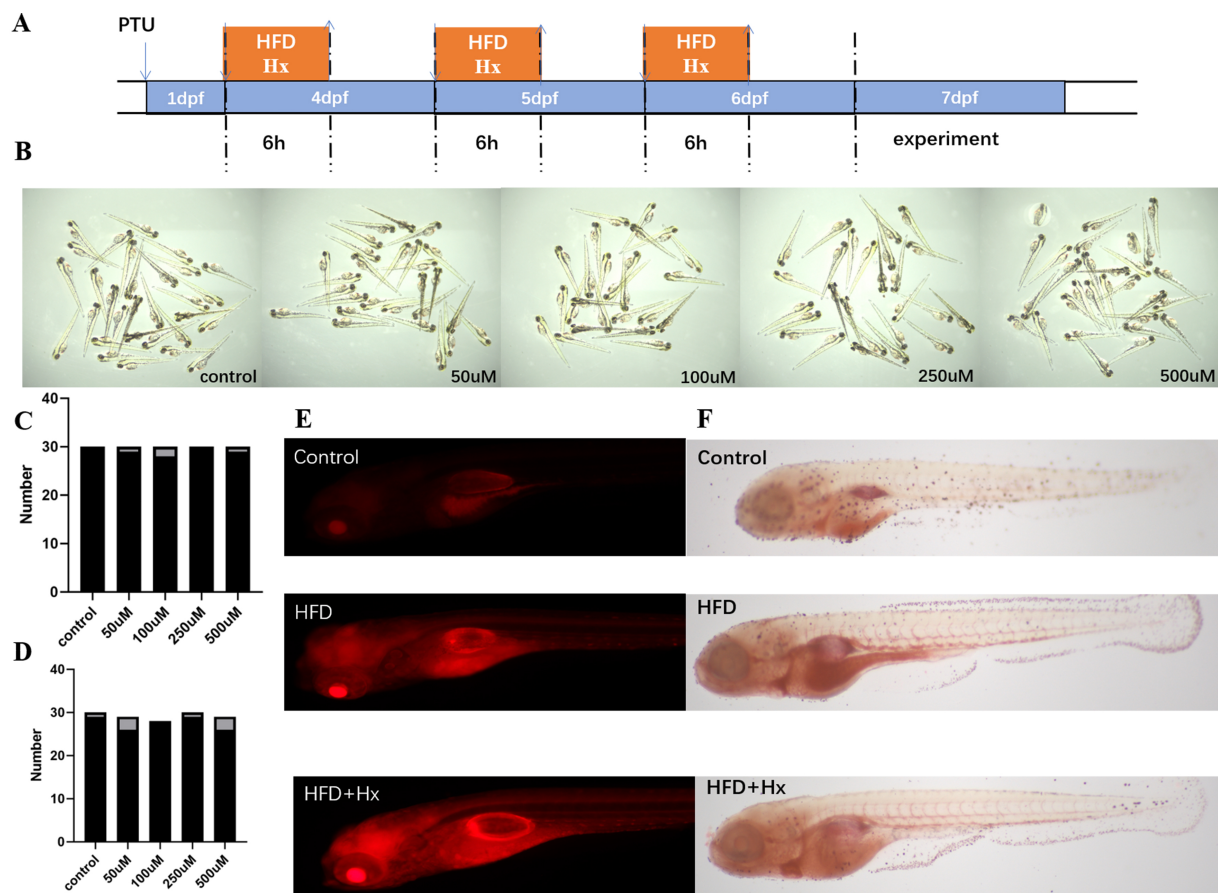 A
PTU
HFD
Hx
HFD
Hx
HFD
Hx
1dpf
4dpf
5dpf
6dpf
7dpf
6h
6h
6h
experiment
B
control
50uM
100uM
250uM
500uM
C
Number
40
30
20
10
0
control
50uM
100uM
250uM
500uM
D
Number
40
30
20
10
0
control
50uM
100uM
250uM
500uM
E
Control
HFD
HFD+Hx
F
Control
HFD
HFD+Hx